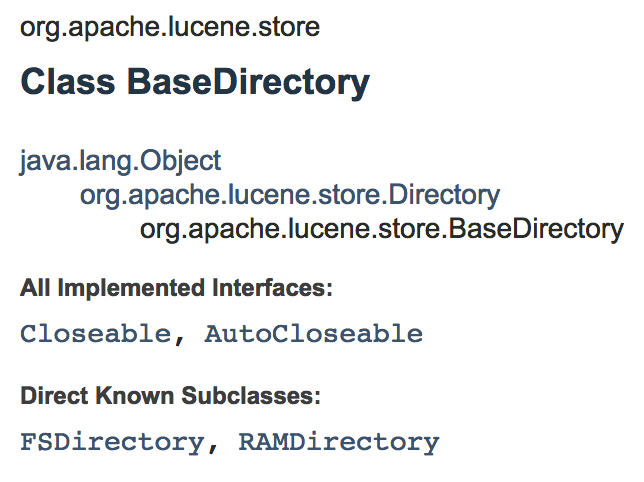 org.apache.lucene.store
Class BaseDirectory
java.lang.Object
org.apache.lucene.store.Directory
org.apache.lucene.store.BaseDirectory
All Implemented Interfaces:
Closeable, AutoCloseable
Direct Known Subclasses:
FSDirectory, RAMDirectory